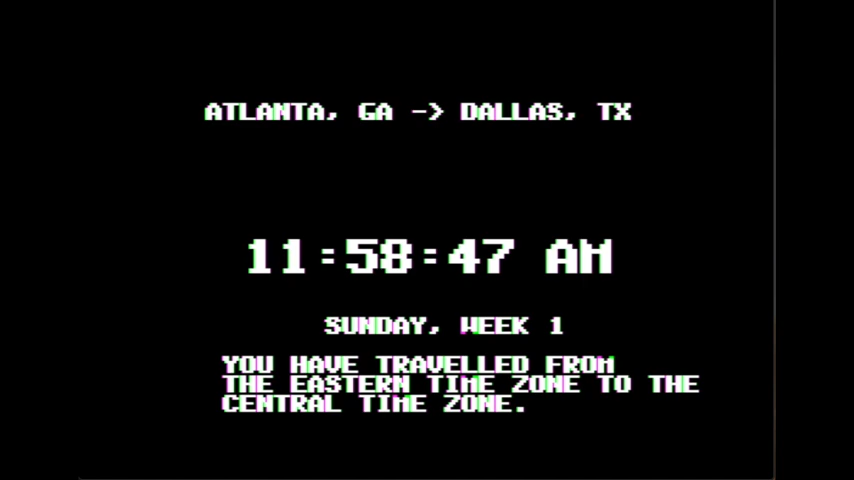 ATLANTA, GA -> DALLAS, TX
11:58:47 AM
SUNDAY, WEEK 1
YOU HAVE TRAVELLED FROM
THE EASTERN TIME ZONE TO THE
CENTRAL TIME ZONE.